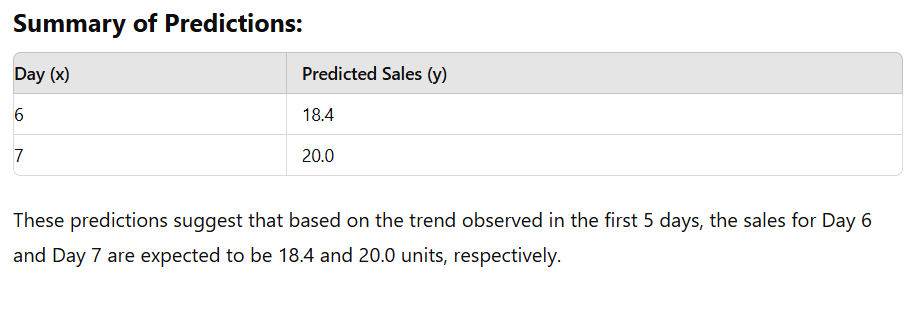 Summary of Predictions:
Day (x) Predicted Sales (y)
6 18.4
7 20.0
These predictions suggest that based on the trend observed in the first 5 days, the sales for Day 6
and Day 7 are expected to be 18.4 and 20.0 units, respectively.